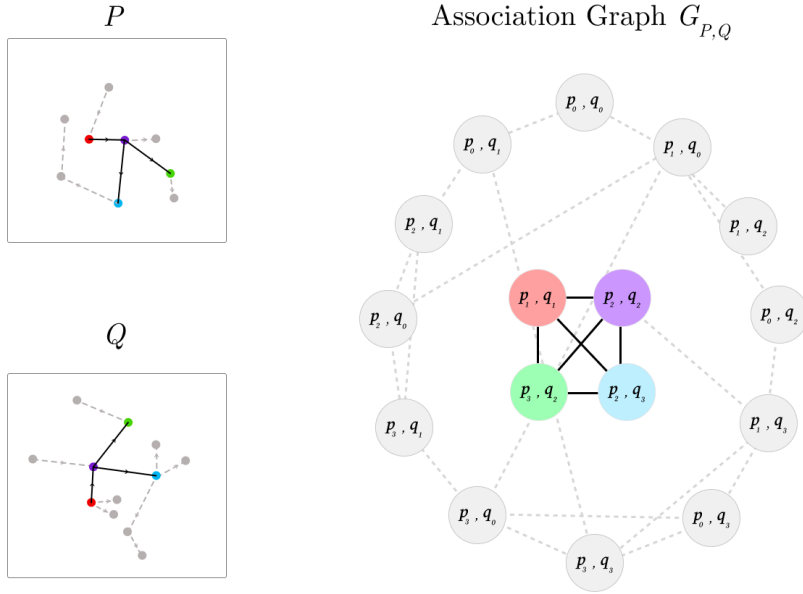 P
Association Graph G_{P,Q}
p₀ , q₀
p₀ , q₁
p₁ , q₀
p₂ , q₁
p₁ , q₂
p₁ , q₁
p₂ , q₂
p₂ , q₀
p₀ , q₂
Q
p₃ , q₂
p₂ , q₃
p₃ , q₁
p₁ , q₃
p₃ , q₀
p₀ , q₃
p₃ , q₃